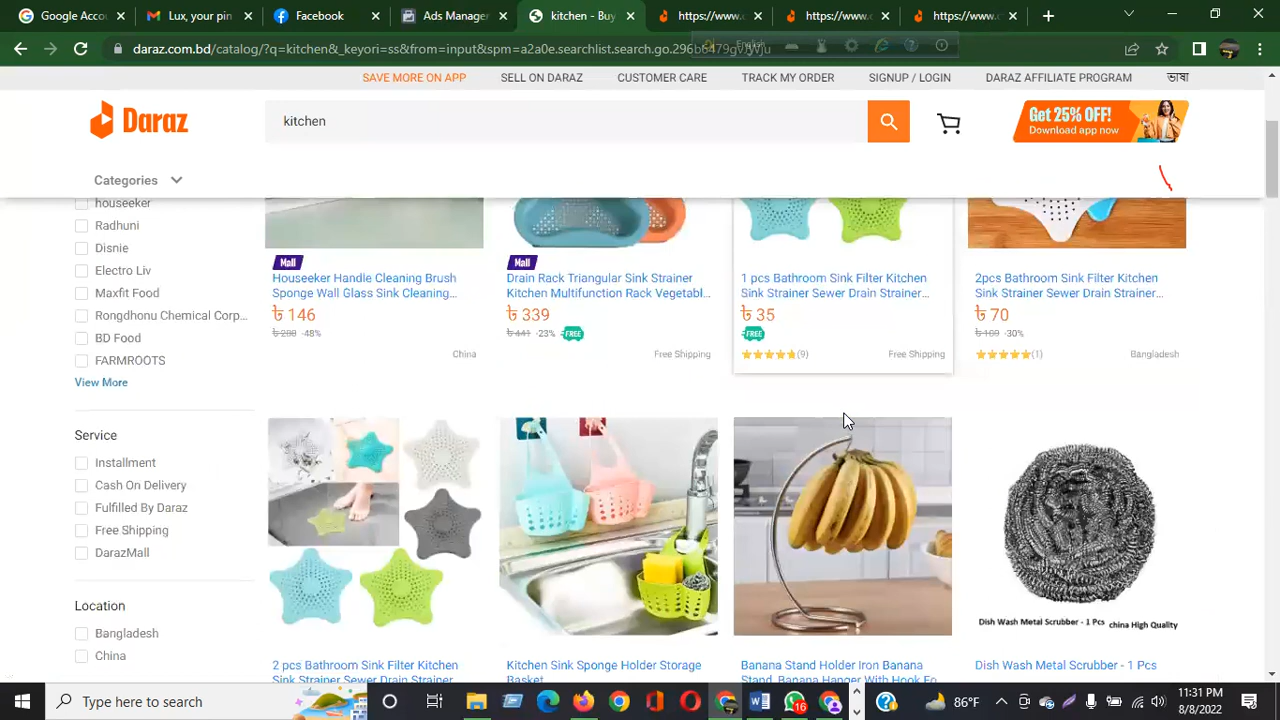 Lux, your pin
Facebook
Ads Manager
kitchen - Buy
https://www.
https://www.
https://www.
daraz.com.bd/catalog/?q=kitchen&_keyori=ss&from=input&spm=a2a0e.searchlist.search.go.296b
English
SAVE MORE ON APP
SELL ON DARAZ
CUSTOMER CARE
TRACK MY ORDER
SIGNUP / LOGIN
DARAZ AFFILIATE PROGRAM
ভাষা
Daraz
kitchen
Get 25% OFF!
Download app now
Categories
houseeker
Radhuni
Disnie
Electro Liv
Maxfit Food
Rongdhonu Chemical Corp...
BD Food
FARMROOTS
View More
Service
Installment
Cash On Delivery
Fulfilled By Daraz
Free Shipping
DarazMall
Location
Bangladesh
China
Mall
Houseeker Handle Cleaning Brush
Sponge Wall Glass Sink Cleaning...
৳ 146
-48%
China
Mall
Drain Rack Triangular Sink Strainer
Kitchen Multifunction Rack Vegetabl...
৳ 339
৳ 441 -23% FREE
Free Shipping
1 pcs Bathroom Sink Filter Kitchen
Sink Strainer Sewer Drain Strainer...
৳ 35
FREE
(9)
Free Shipping
2pcs Bathroom Sink Filter Kitchen
Sink Strainer Sewer Drain Strainer...
৳ 70
-30%
(1)
Bangladesh
2 pcs Bathroom Sink Filter Kitchen
Sink Strainer Sewer Drain Strainer...
Kitchen Sink Sponge Holder Storage
Basket
Banana Stand Holder Iron Banana
Stand, Banana Hanger With Hook Fo
Dish Wash Metal Scrubber - 1 Pcs china High Quality
Dish Wash Metal Scrubber - 1 Pcs
Type here to search
16
86°F
11:31 PM
8/8/2022